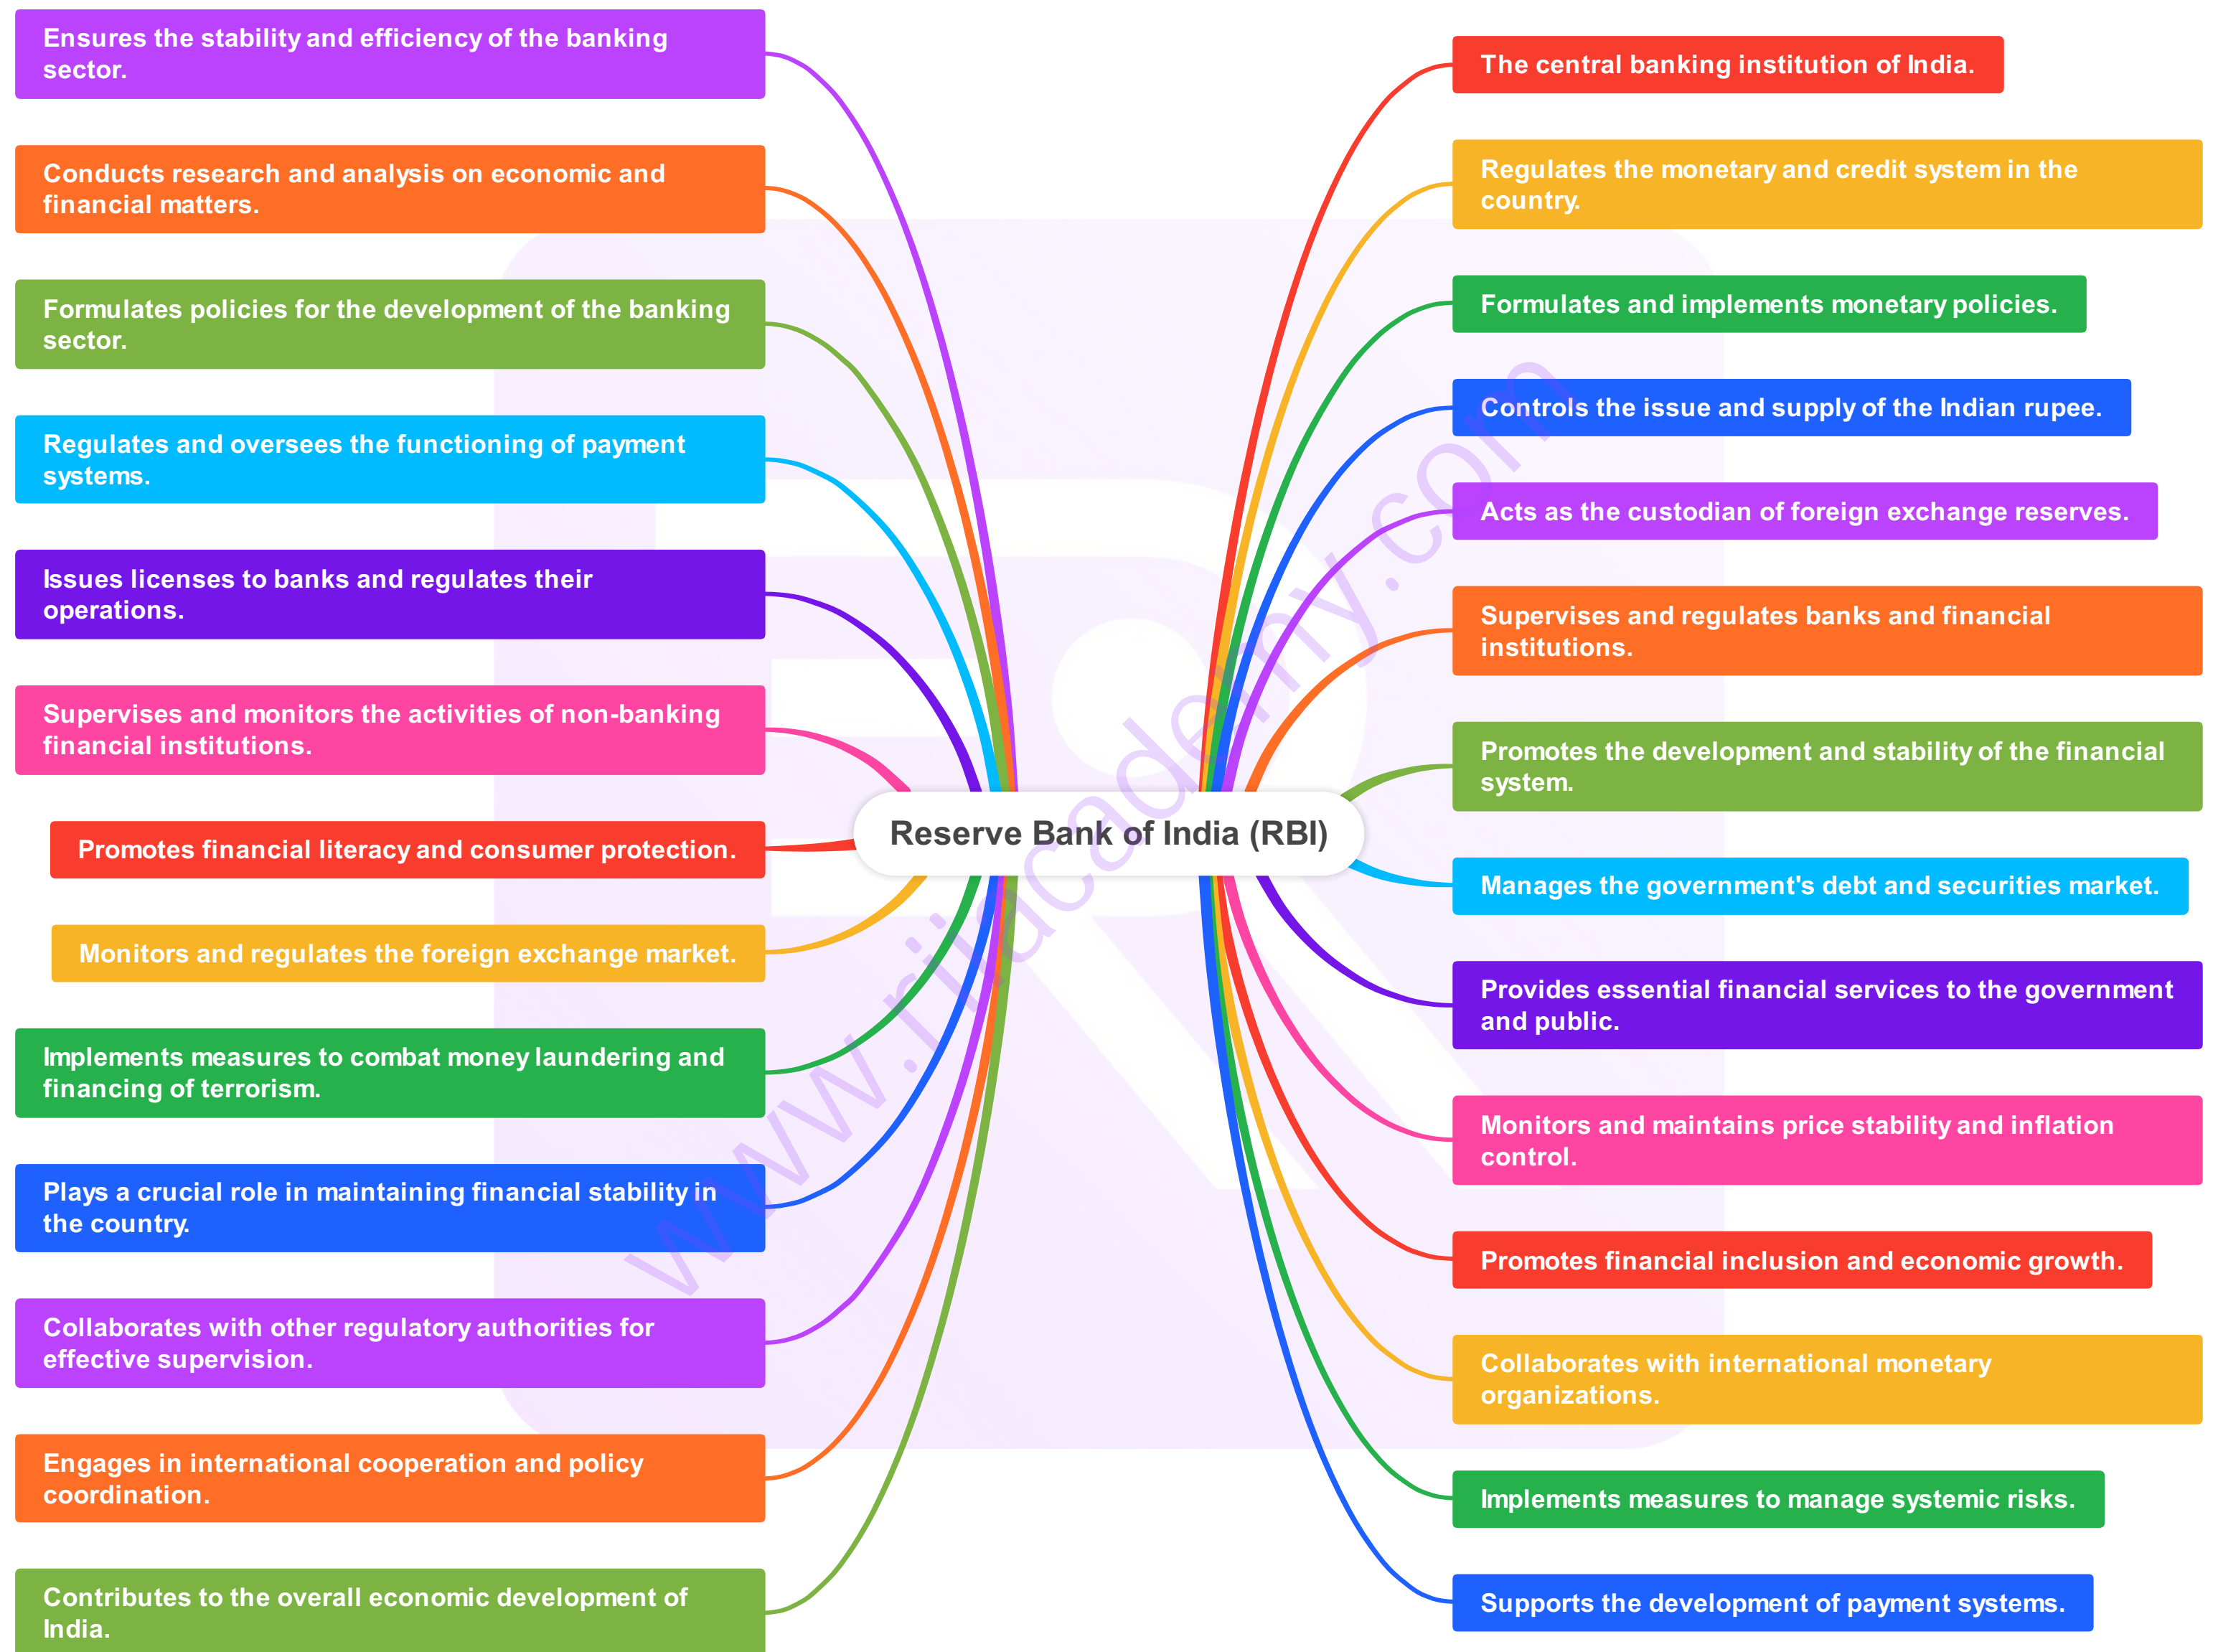 Ensures the stability and efficiency of the banking
sector.
Conducts research and analysis on economic and
financial matters.
Formulates policies for the development of the banking
sector.
Regulates and oversees the functioning of payment
systems.
Issues licenses to banks and regulates their
operations.
Supervises and monitors the activities of non-banking
financial institutions.
Promotes financial literacy and consumer protection.
Monitors and regulates the foreign exchange market.
Implements measures to combat money laundering and
financing of terrorism.
Plays a crucial role in maintaining financial stability in
the country.
Collaborates with other regulatory authorities for
effective supervision.
Engages in international cooperation and policy
coordination.
Contributes to the overall economic development of
India.
Reserve Bank of India (RBI)
The central banking institution of India.
Regulates the monetary and credit system in the
country.
Formulates and implements monetary policies.
Controls the issue and supply of the Indian rupee.
Acts as the custodian of foreign exchange reserves.
Supervises and regulates banks and financial
institutions.
Promotes the development and stability of the financial
system.
Manages the government's debt and securities market.
Provides essential financial services to the government
and public.
Monitors and maintains price stability and inflation
control.
Promotes financial inclusion and economic growth.
Collaborates with international monetary
organizations.
Implements measures to manage systemic risks.
Supports the development of payment systems.